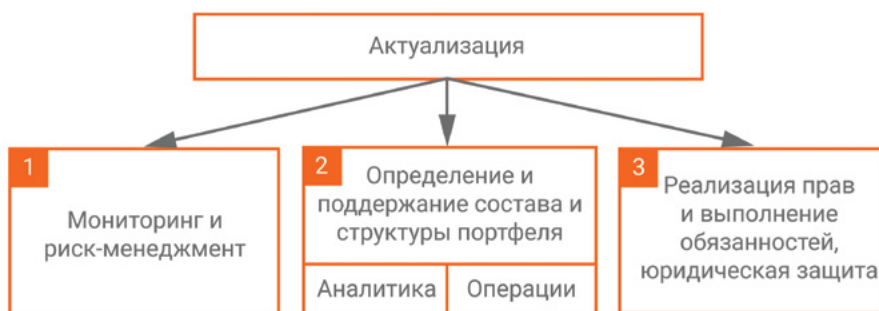 Актуализация
1
Мониторинг и
риск-менеджмент
2
Определение и
поддержание состава и
структуры портфеля
Аналитика
Операции
3
Реализация прав
и выполнение
обязанностей,
юридическая защита